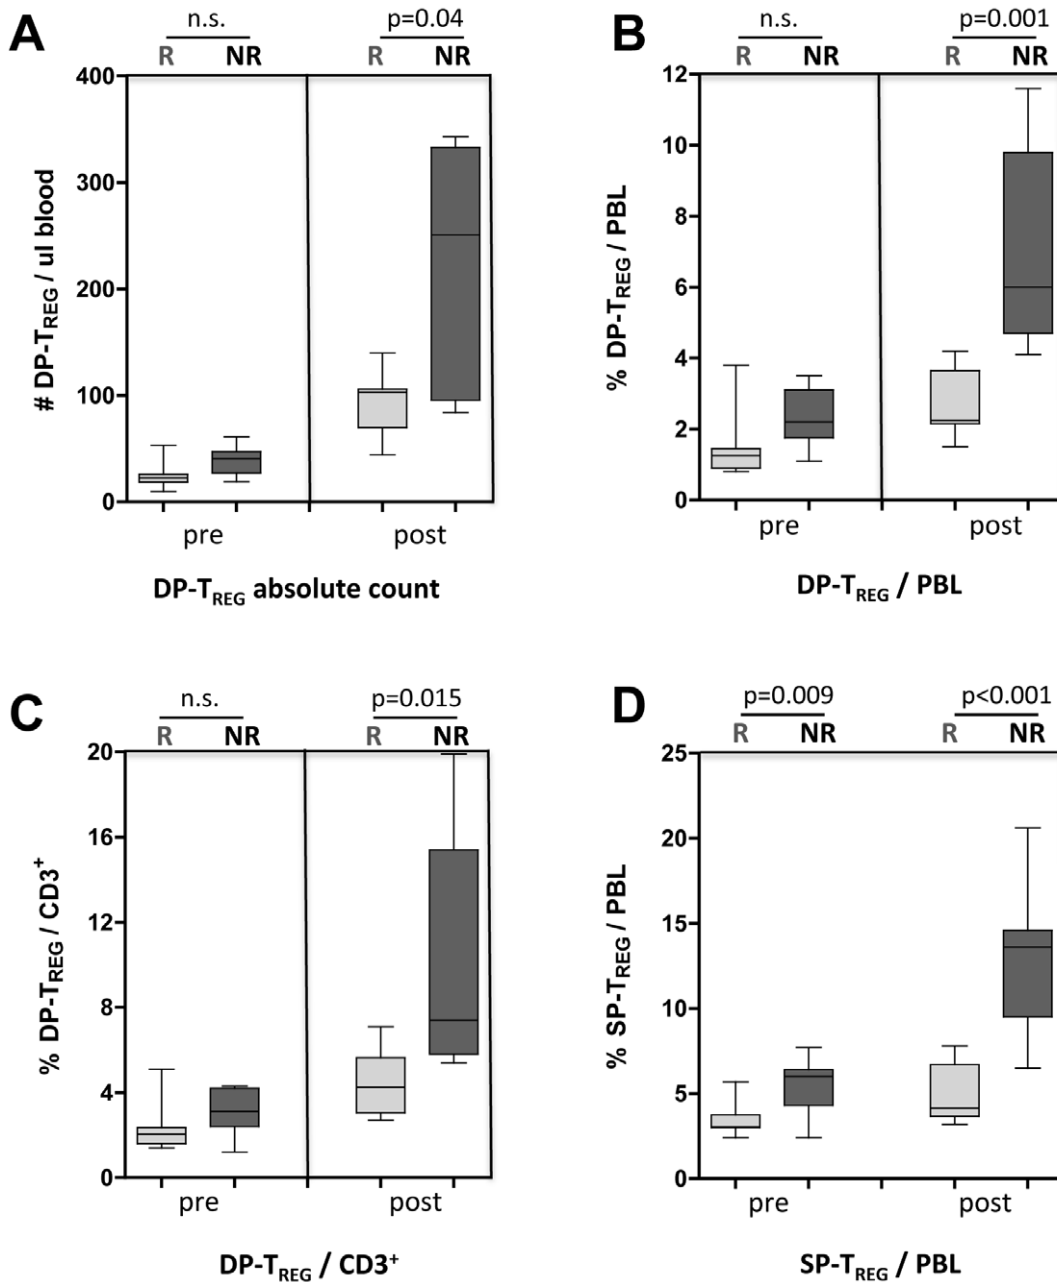 A
n.s.
p=0.04
R NR
R NR
400
300
200
100
0
# DP-TREG / ul blood
pre
post
DP-TREG absolute count
B
n.s.
p=0.001
R NR
R NR
12
10
8
6
4
2
0
% DP-TREG / PBL
pre
post
DP-TREG / PBL
C
n.s.
p=0.015
R NR
R NR
20
16
12
8
4
0
% DP-TREG / CD3+
pre
post
DP-TREG / CD3+
D
p=0.009
p<0.001
R NR
R NR
25
20
15
10
5
0
% SP-TREG / PBL
pre
post
SP-TREG / PBL